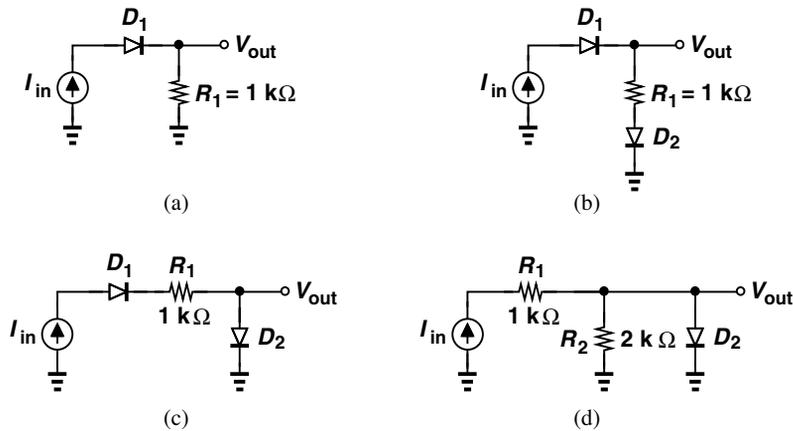 D1
Vout
Iin
R1 = 1 kΩ
(a)
D1
Vout
Iin
R1 = 1 kΩ
D2
(b)
D1
R1
Vout
Iin
1 kΩ
D2
(c)
R1
Vout
Iin
1 kΩ
R2
2 k Ω
D2
(d)